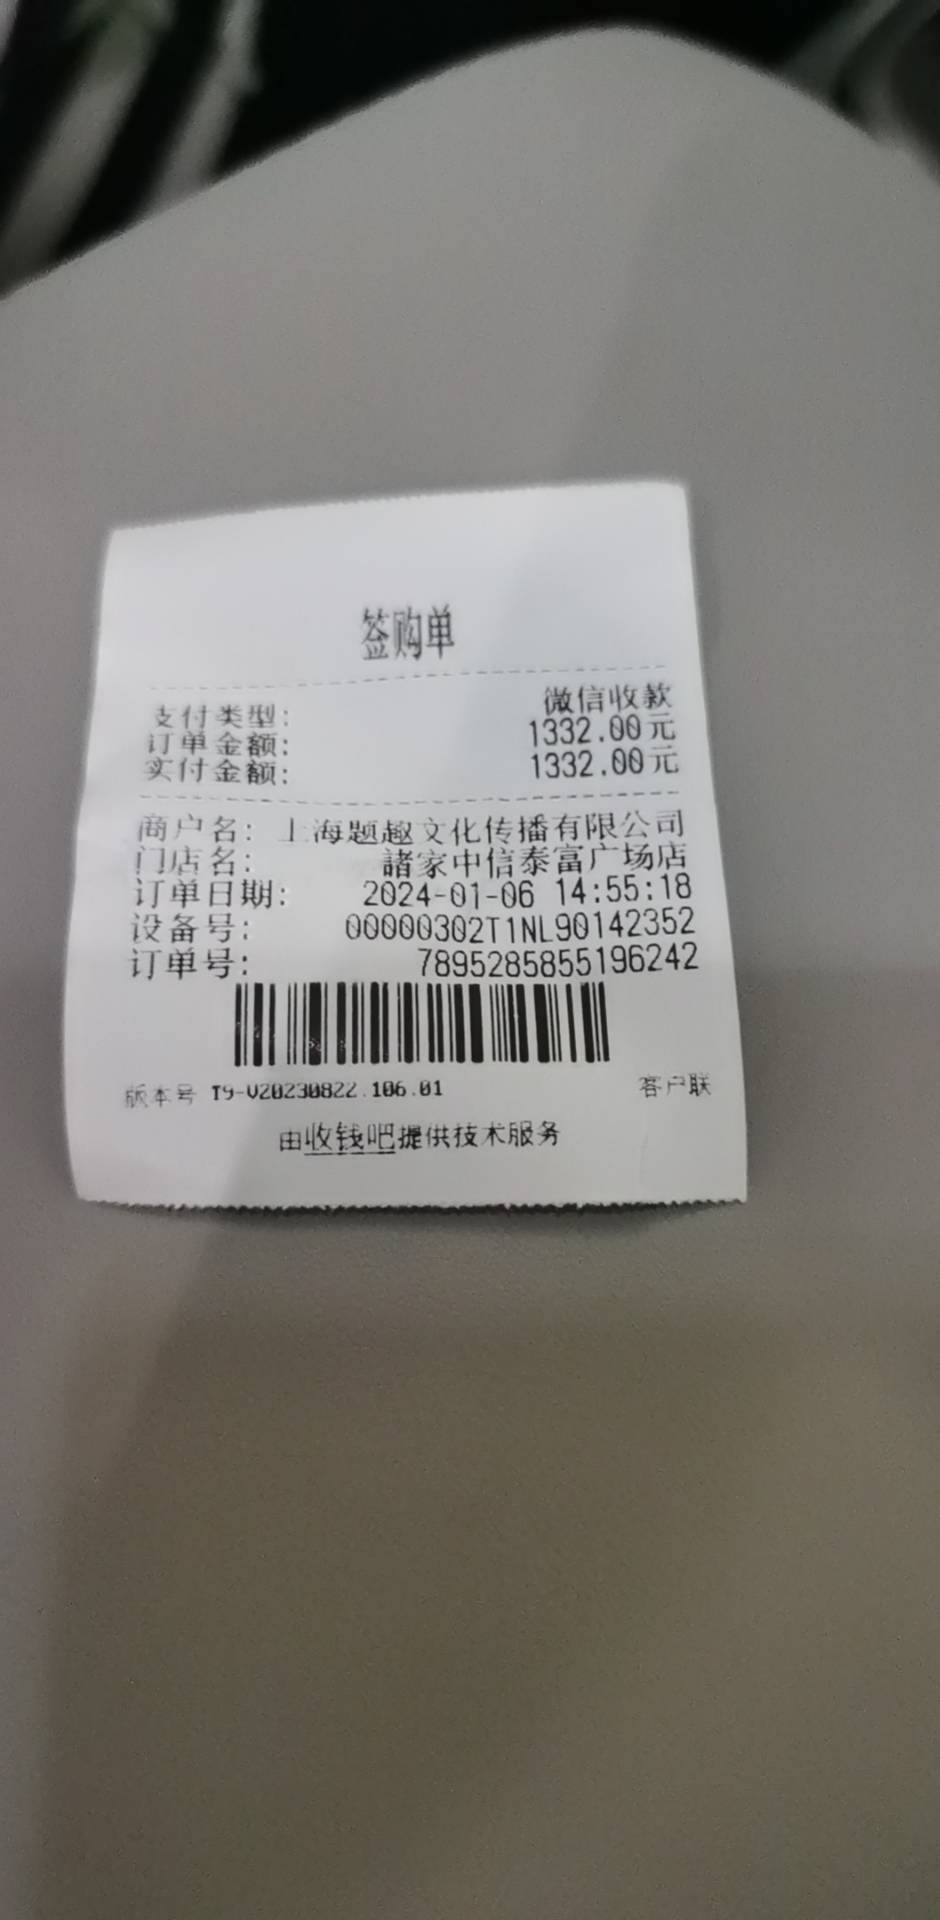 签购单
支付类型: 微信收款
订单金额: 1332.00元
实付金额: 1332.00元
商户名: 上海题趣文化传播有限公司
门店名: 諸家中信泰富广场店
订单日期: 2024-01-06 14:55:18
设备号: 00000302T1NL90142352
订单号: 7895285855196242
版本号 T9-V20230822.106.01 客户联
由收钱吧提供技术服务